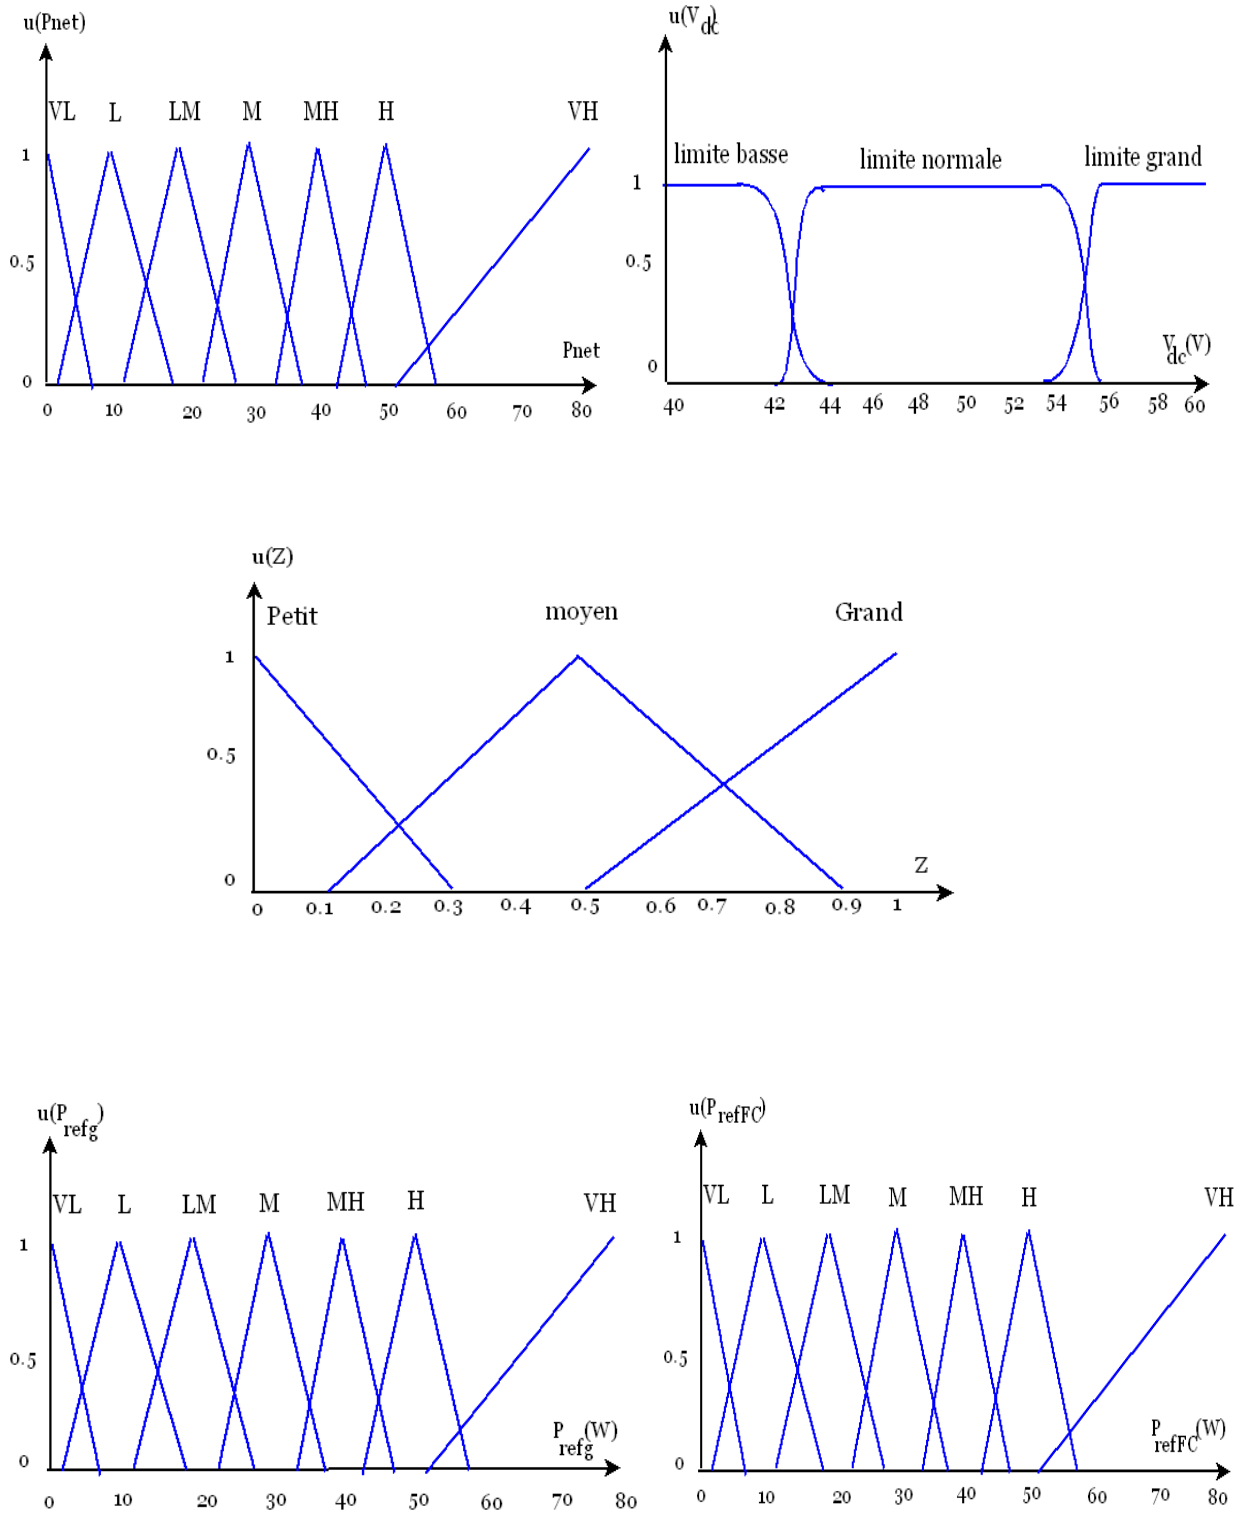 u(Pnet)
VL L LM M MH H VH
1
0.5
Pnet
0
0 10 20 30 40 50 60 70 80
u(Vdc)
limite basse limite normale limite grand
1
0.5
Vdc(V)
0
40 42 44 46 48 50 52 54 56 58 60
u(Z)
Petit moyen Grand
1
0.5
Z
0
0 0.1 0.2 0.3 0.4 0.5 0.6 0.7 0.8 0.9 1
u(Prefg)
VL L LM M MH H VH
1
0.5
Prefg(W)
0
0 10 20 30 40 50 60 70 80
u(PrefFC)
VL L LM M MH H VH
1
0.5
PrefFC(W)
0
0 10 20 30 40 50 60 70 80